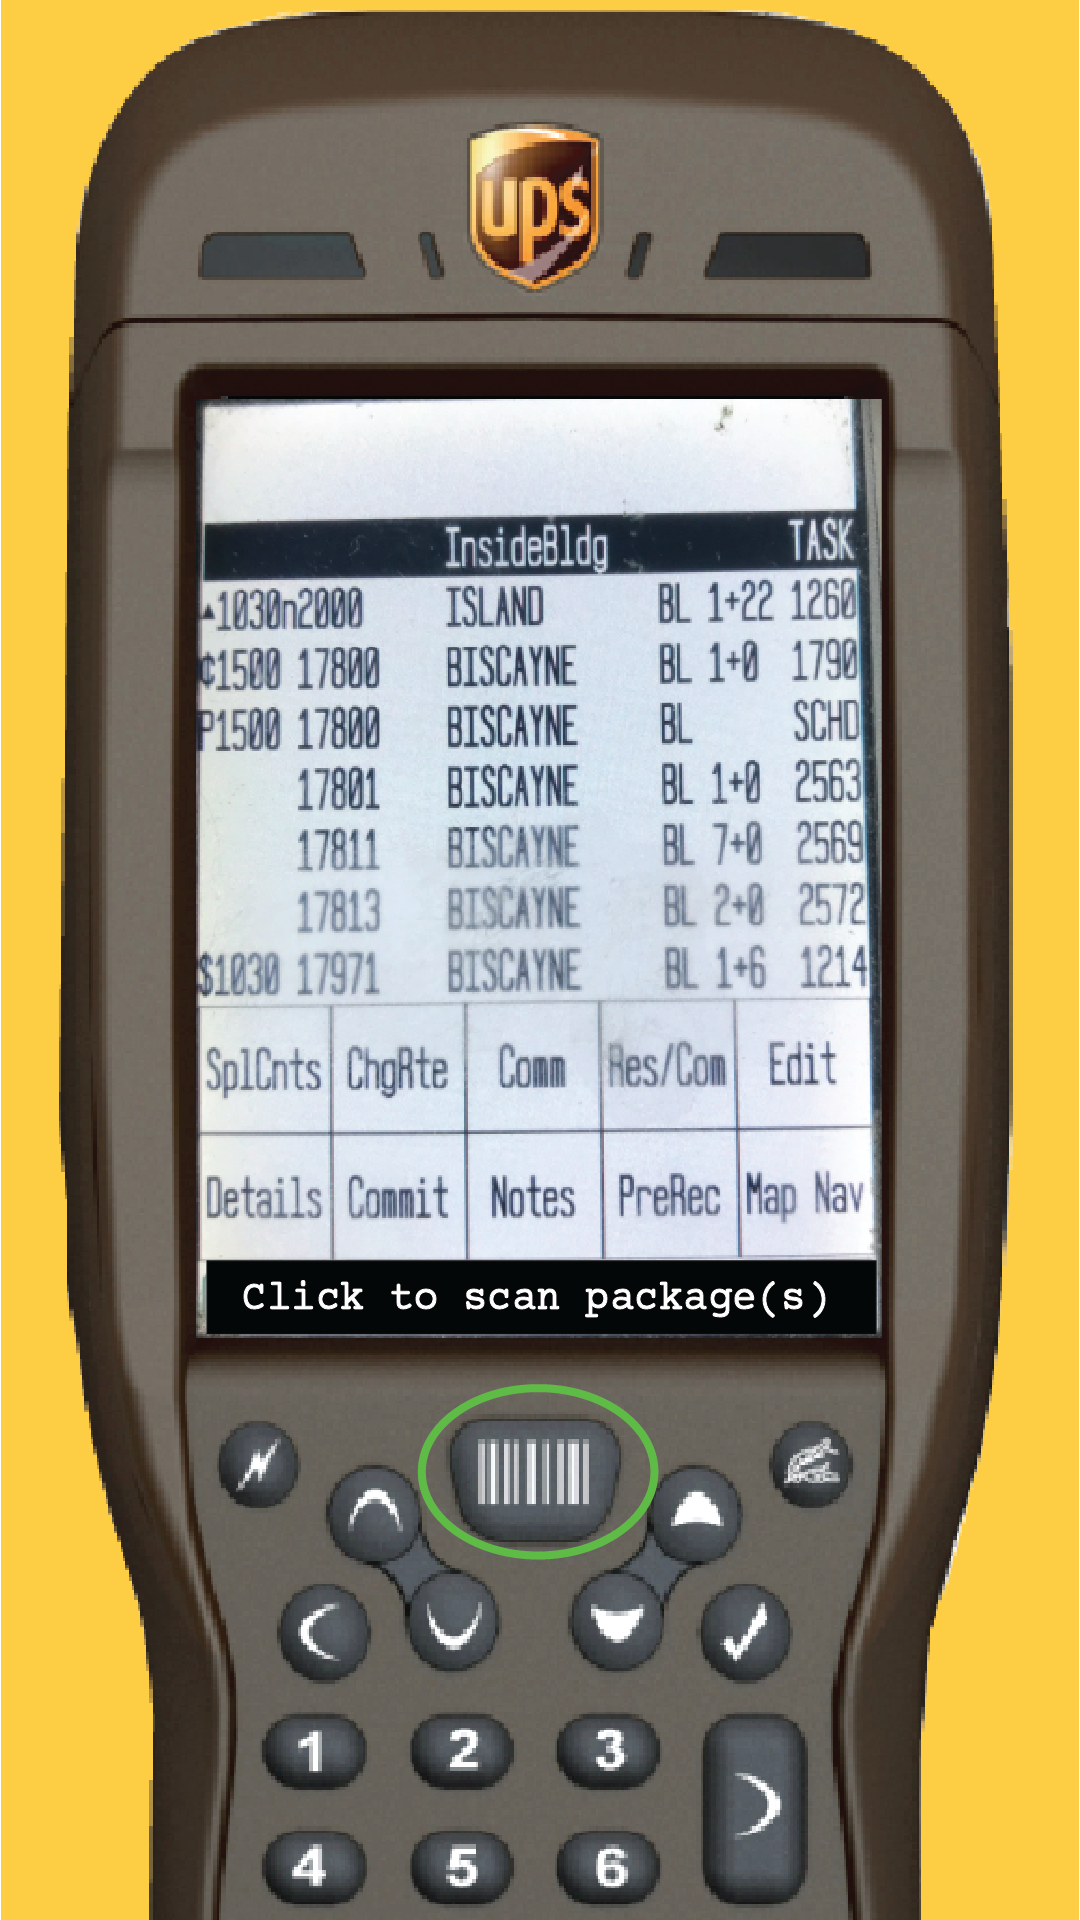 ups
InsideBldg TASK
▲1030n2000 ISLAND BL 1+22 1260
¢1500 17800 BISCAYNE BL 1+0 1790
P1500 17800 BISCAYNE BL SCHD
17801 BISCAYNE BL 1+0 2563
17811 BISCAYNE BL 7+0 2569
17813 BISCAYNE BL 2+0 2572
$1030 17971 BISCAYNE BL 1+6 1214
SplCnts ChgRte Comm Res/Com Edit
Details Commit Notes PreRec Map Nav
Click to scan package(s)
1 2 3
4 5 6